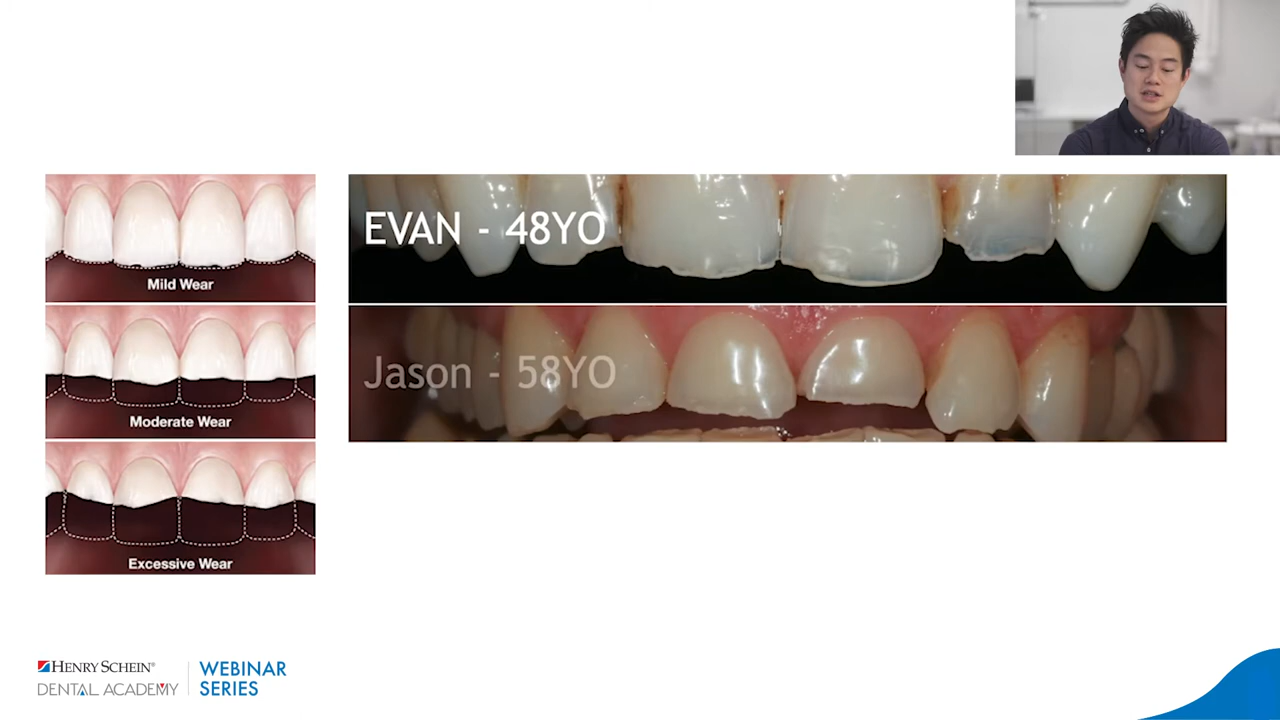 EVAN - 48YO
Mild Wear
Jason - 58YO
Moderate Wear
Excessive Wear
HENRY SCHEIN®
DENTAL ACADEMY
WEBINAR
SERIES